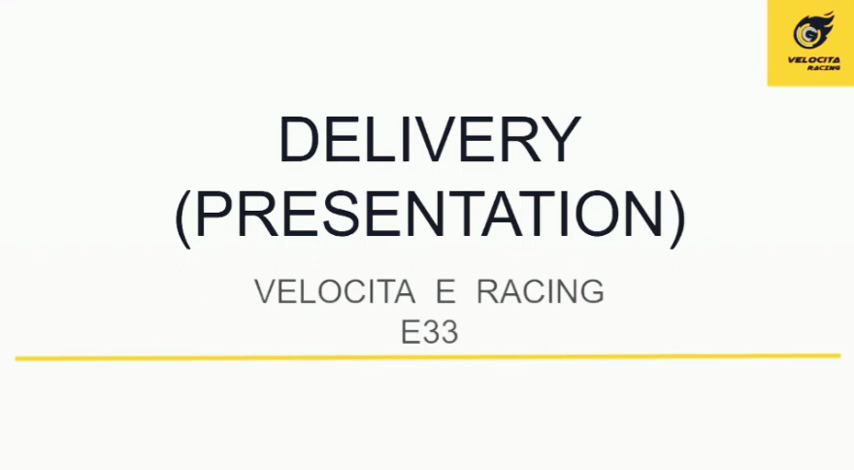 VELOCITA
RACING
DELIVERY
(PRESENTATION)
VELOCITA E RACING
E33